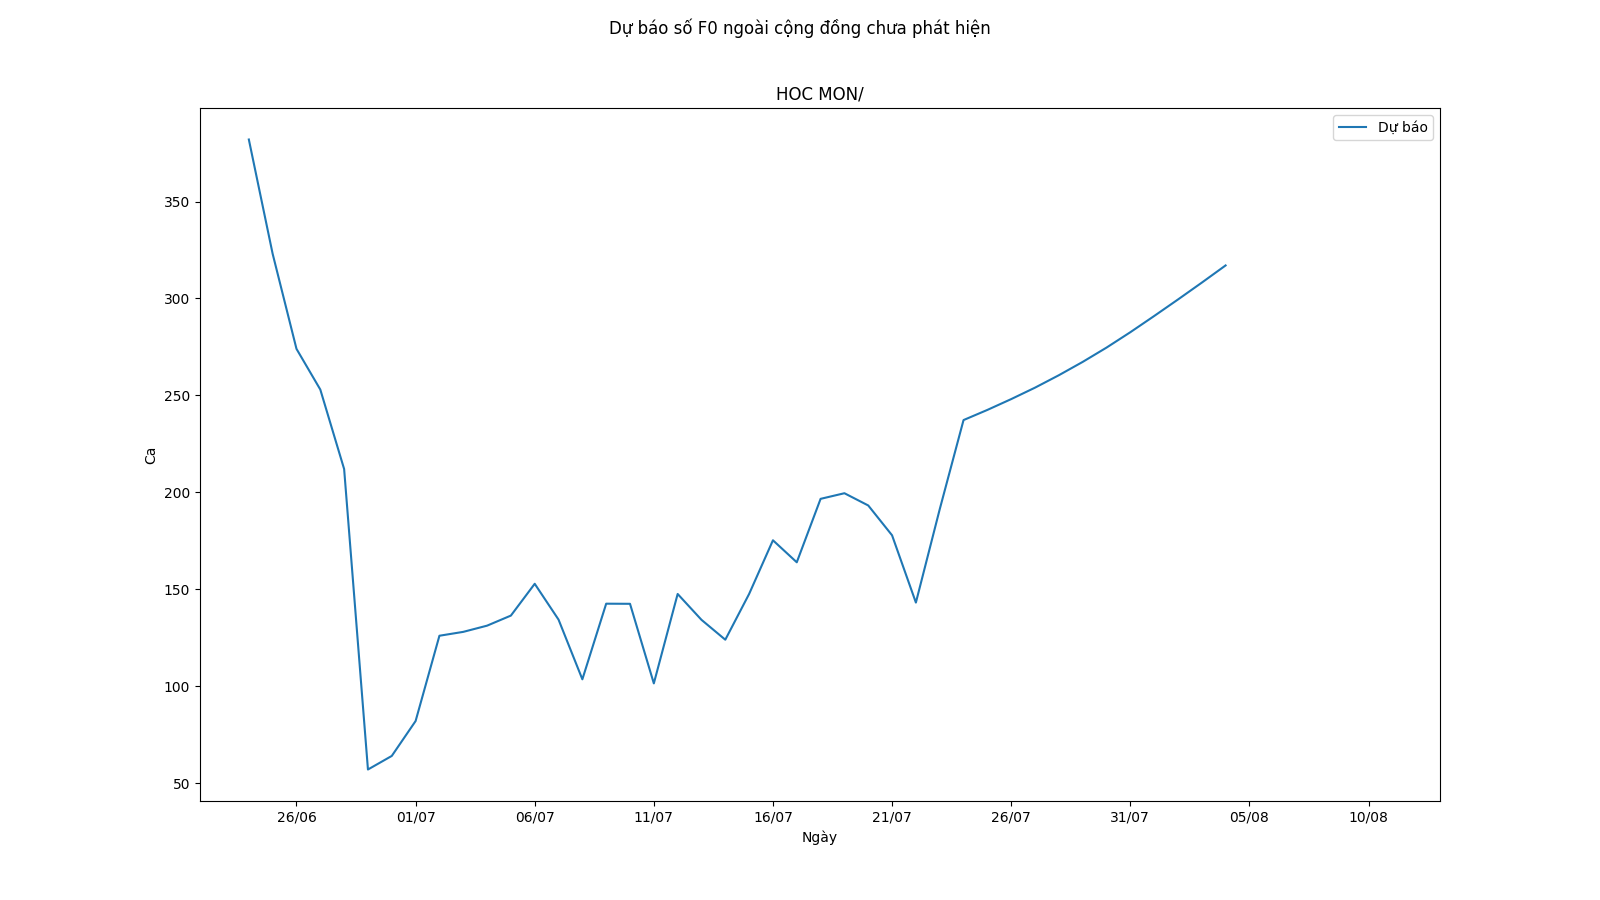 Dự báo số F0 ngoài cộng đồng chưa phát hiện
HOC MON/
Dự báo
350
300
250
200
150
100
50
Ca
26/06 01/07 06/07 11/07 16/07 21/07 26/07 31/07 05/08 10/08
Ngày